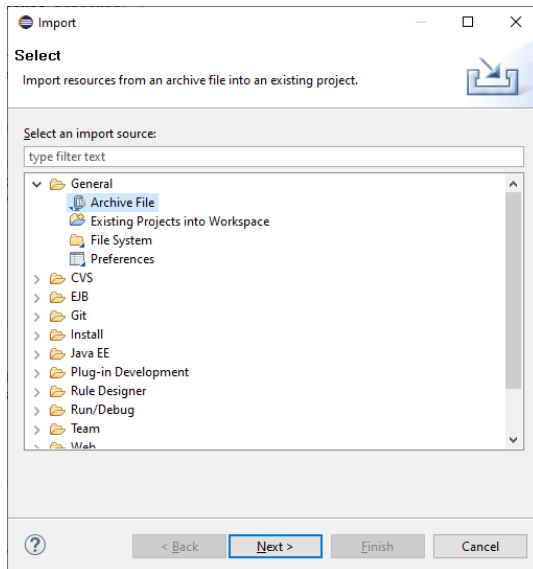 Import
Select
Import resources from an archive file into an existing project.
Select an import source:
type filter text
General
Archive File
Existing Projects into Workspace
File System
Preferences
CVS
EJB
Git
Install
Java EE
Plug-in Development
Rule Designer
Run/Debug
Team
Web
?
< Back Next > Finish Cancel